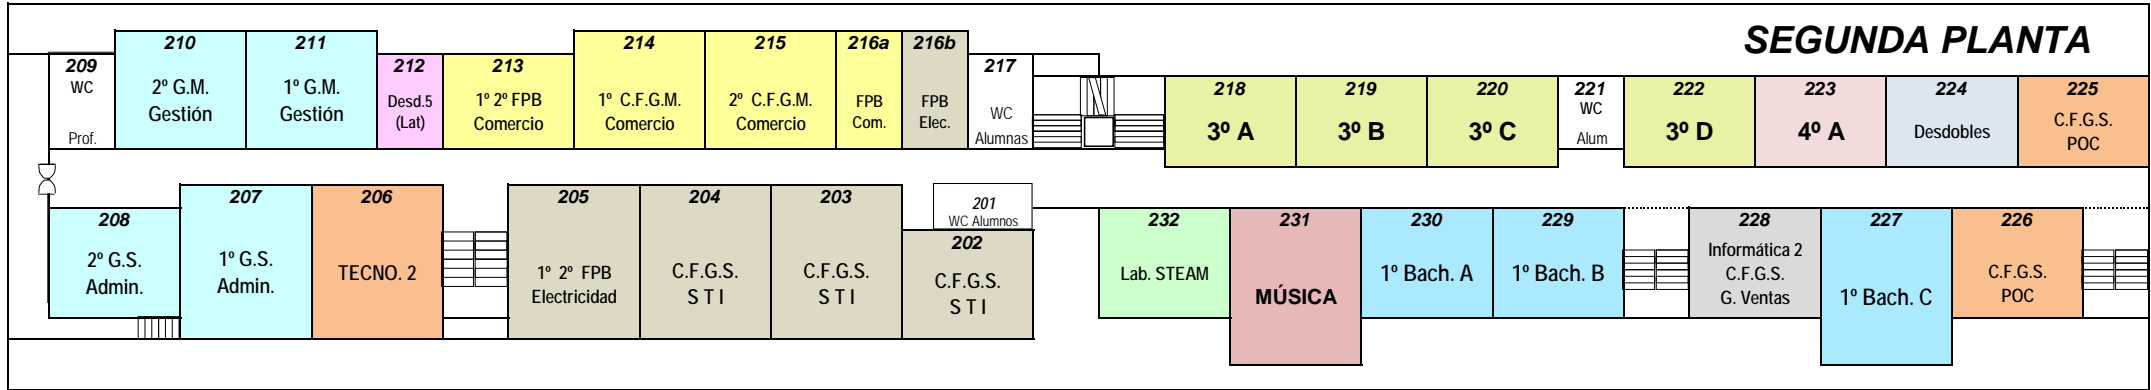 SEGUNDA PLANTA
209
WC
Prof.
210
2º G.M.
Gestión
211
1º G.M.
Gestión
212
Desd.5
(Lat)
213
1º 2º FPB
Comercio
214
1º C.F.G.M.
Comercio
215
2º C.F.G.M.
Comercio
216a
FPB
Com.
216b
FPB
Elec.
217
WC
Alumnas
218
3º A
219
3º B
220
3º C
221
WC
Alum
222
3º D
223
4º A
224
Desdobles
225
C.F.G.S.
POC
208
2º G.S.
Admin.
207
1º G.S.
Admin.
206
TECNO. 2
205
1º 2º FPB
Electricidad
204
C.F.G.S.
S T I
203
C.F.G.S.
S T I
201
WC Alumnos
202
C.F.G.S.
S T I
232
Lab. STEAM
231
MÚSICA
230
1º Bach. A
229
1º Bach. B
228
Informática 2
C.F.G.S.
G. Ventas
227
1º Bach. C
226
C.F.G.S.
POC